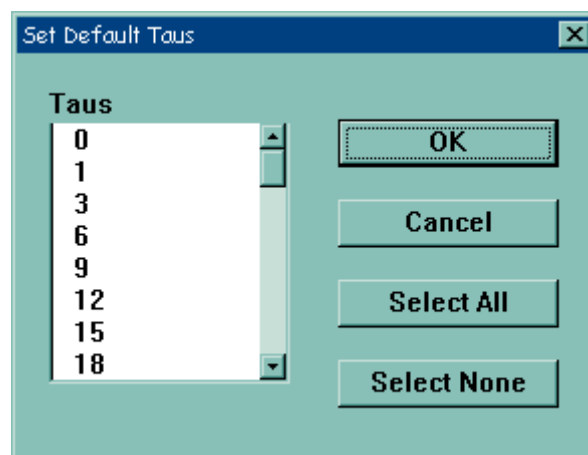 Set Default Taus
Taus
0
1
3
6
9
12
15
18
OK
Cancel
Select All
Select None